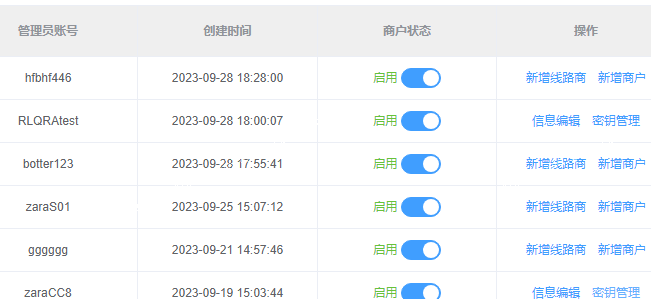 管理员账号 创建时间 商户状态 操作
hfbhf446 2023-09-28 18:28:00 启用 新增线路商 新增商户
RLQRAtest 2023-09-28 18:00:07 启用 信息编辑 密钥管理
botter123 2023-09-28 17:55:41 启用 新增线路商 新增商户
zaraS01 2023-09-25 15:07:12 启用 新增线路商 新增商户
gggggg 2023-09-21 14:57:46 启用 新增线路商 新增商户
zaraCC8 2023-09-19 15:03:44 启用 信息编辑 密钥管理